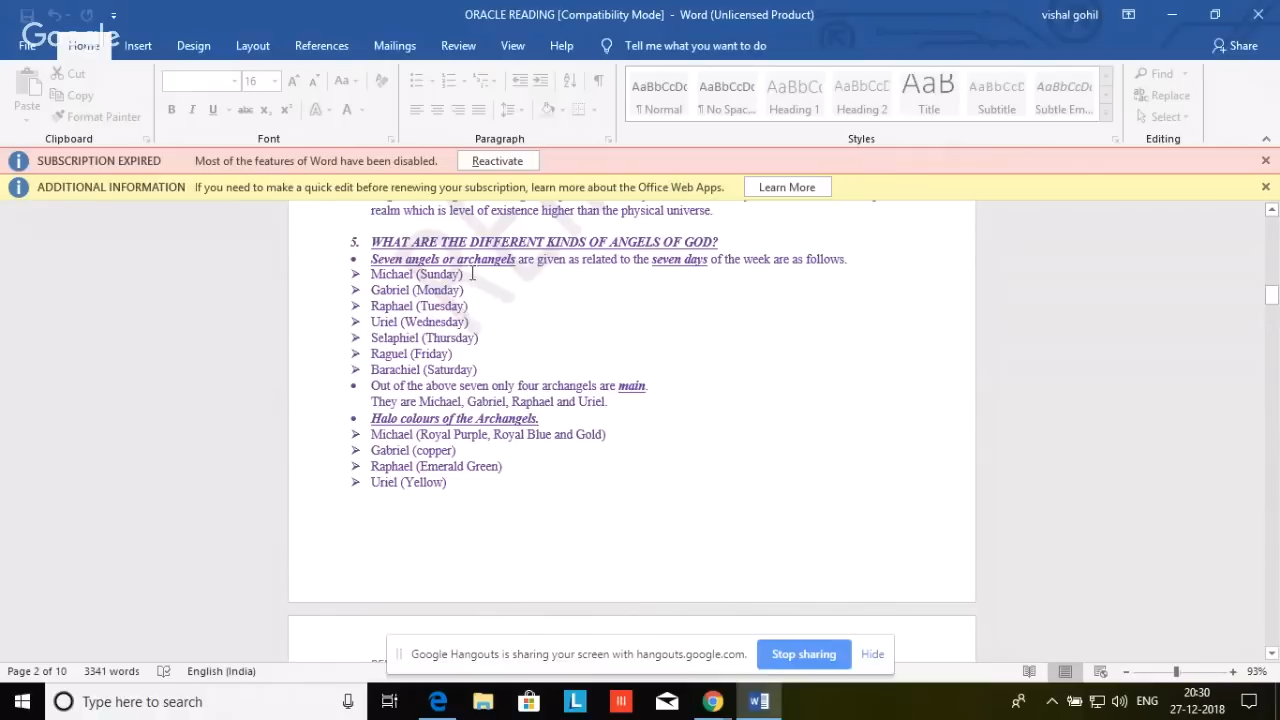 ORACLE READING [Compatibility Mode] - Word (Unlicensed Product)
vishal gohil
Google
File Home Insert Design Layout References Mailings Review View Help Tell me what you want to do Share
Paste
Cut
Copy
Format Painter
16
Aa
B I U abc x₂ x² A A
AaBbCcDc AaBbCcDc AaBbCc AaBbCcD AaB AaBbCcD AaBbCcDc
¶ Normal ¶ No Spac... Heading 1 Heading 2 Title Subtitle Subtle Em...
Find
Replace
Select
Clipboard Font Paragraph Styles Editing
SUBSCRIPTION EXPIRED Most of the features of Word have been disabled. Reactivate
ADDITIONAL INFORMATION If you need to make a quick edit before renewing your subscription, learn more about the Office Web Apps. Learn More
realm which is level of existence higher than the physical universe.
5. WHAT ARE THE DIFFERENT KINDS OF ANGELS OF GOD?
• Seven angels or archangels are given as related to the seven days of the week are as follows.
➢ Michael (Sunday)
➢ Gabriel (Monday)
➢ Raphael (Tuesday)
➢ Uriel (Wednesday)
➢ Selaphiel (Thursday)
➢ Raguel (Friday)
➢ Barachiel (Saturday)
• Out of the above seven only four archangels are main.
They are Michael, Gabriel, Raphael and Uriel.
• Halo colours of the Archangels.
➢ Michael (Royal Purple, Royal Blue and Gold)
➢ Gabriel (copper)
➢ Raphael (Emerald Green)
➢ Uriel (Yellow)
Google Hangouts is sharing your screen with hangouts.google.com. Stop sharing Hide
Page 2 of 10 3341 words English (India) 93%
Type here to search
ENG
20:30
27-12-2018